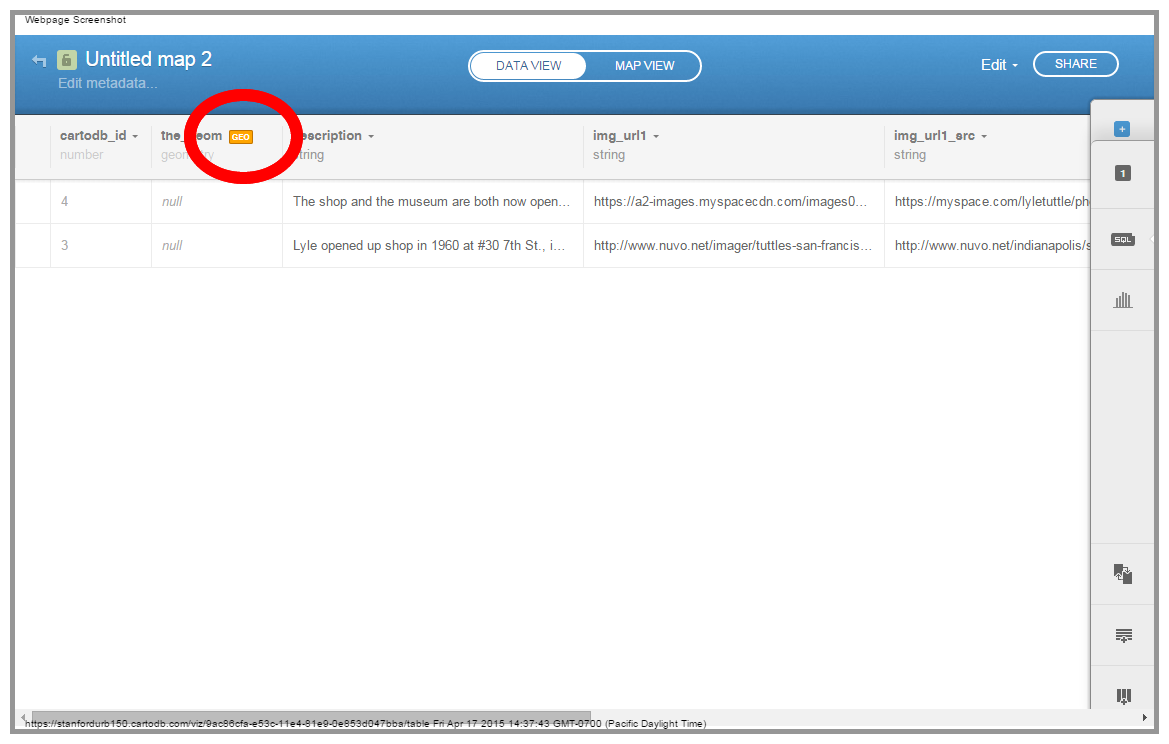 Webpage Screenshot
Untitled map 2
Edit metadata...
DATA VIEW MAP VIEW
Edit SHARE
cartodb_id the_geom GEO description img_url1 img_url1_src
number geometry string string string
1
SQL
4 null The shop and the museum are both now open... https://a2-images.myspacecdn.com/images0... https://myspace.com/lyletuttle/ph
3 null Lyle opened up shop in 1960 at #30 7th St., i... http://www.nuvo.net/imager/tuttles-san-francis... http://www.nuvo.net/indianapolis/s
https://stanfordurb150.cartodb.com/viz/9ac86cfa-e53c-11e4-81e9-0e853d047bba/table Fri Apr 17 2015 14:37:43 GMT-0700 (Pacific Daylight Time)